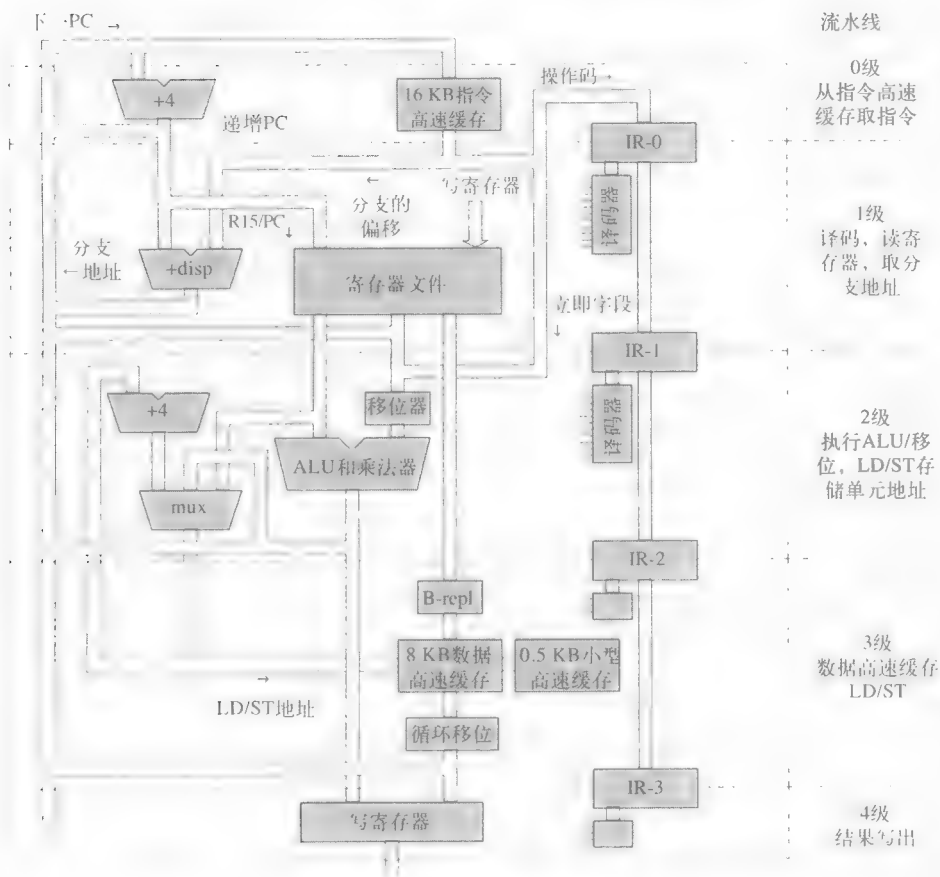 PC →
流水线
+4
递增PC
16 KB指令
高速缓存
操作码→
IR-0
译码器
0级
从指令高速
缓存取指令
←
写寄存器
分支的
偏移
R15/PC ↓
分支
←地址
+disp
寄存器文件
立即字段
↓
1级
译码、读寄
存器，取分
支地址
IR-1
译码器
+4
移位器
ALU和乘法器
mux
2级
执行ALU/移
位，LD/ST存
储单元地址
IR-2
B-repl
8 KB数据
高速缓存
0.5 KB小型
高速缓存
→
LD/ST地址
循环移位
3级
数据高速缓存
LD/ST
IR-3
写寄存器
4级
结果写出